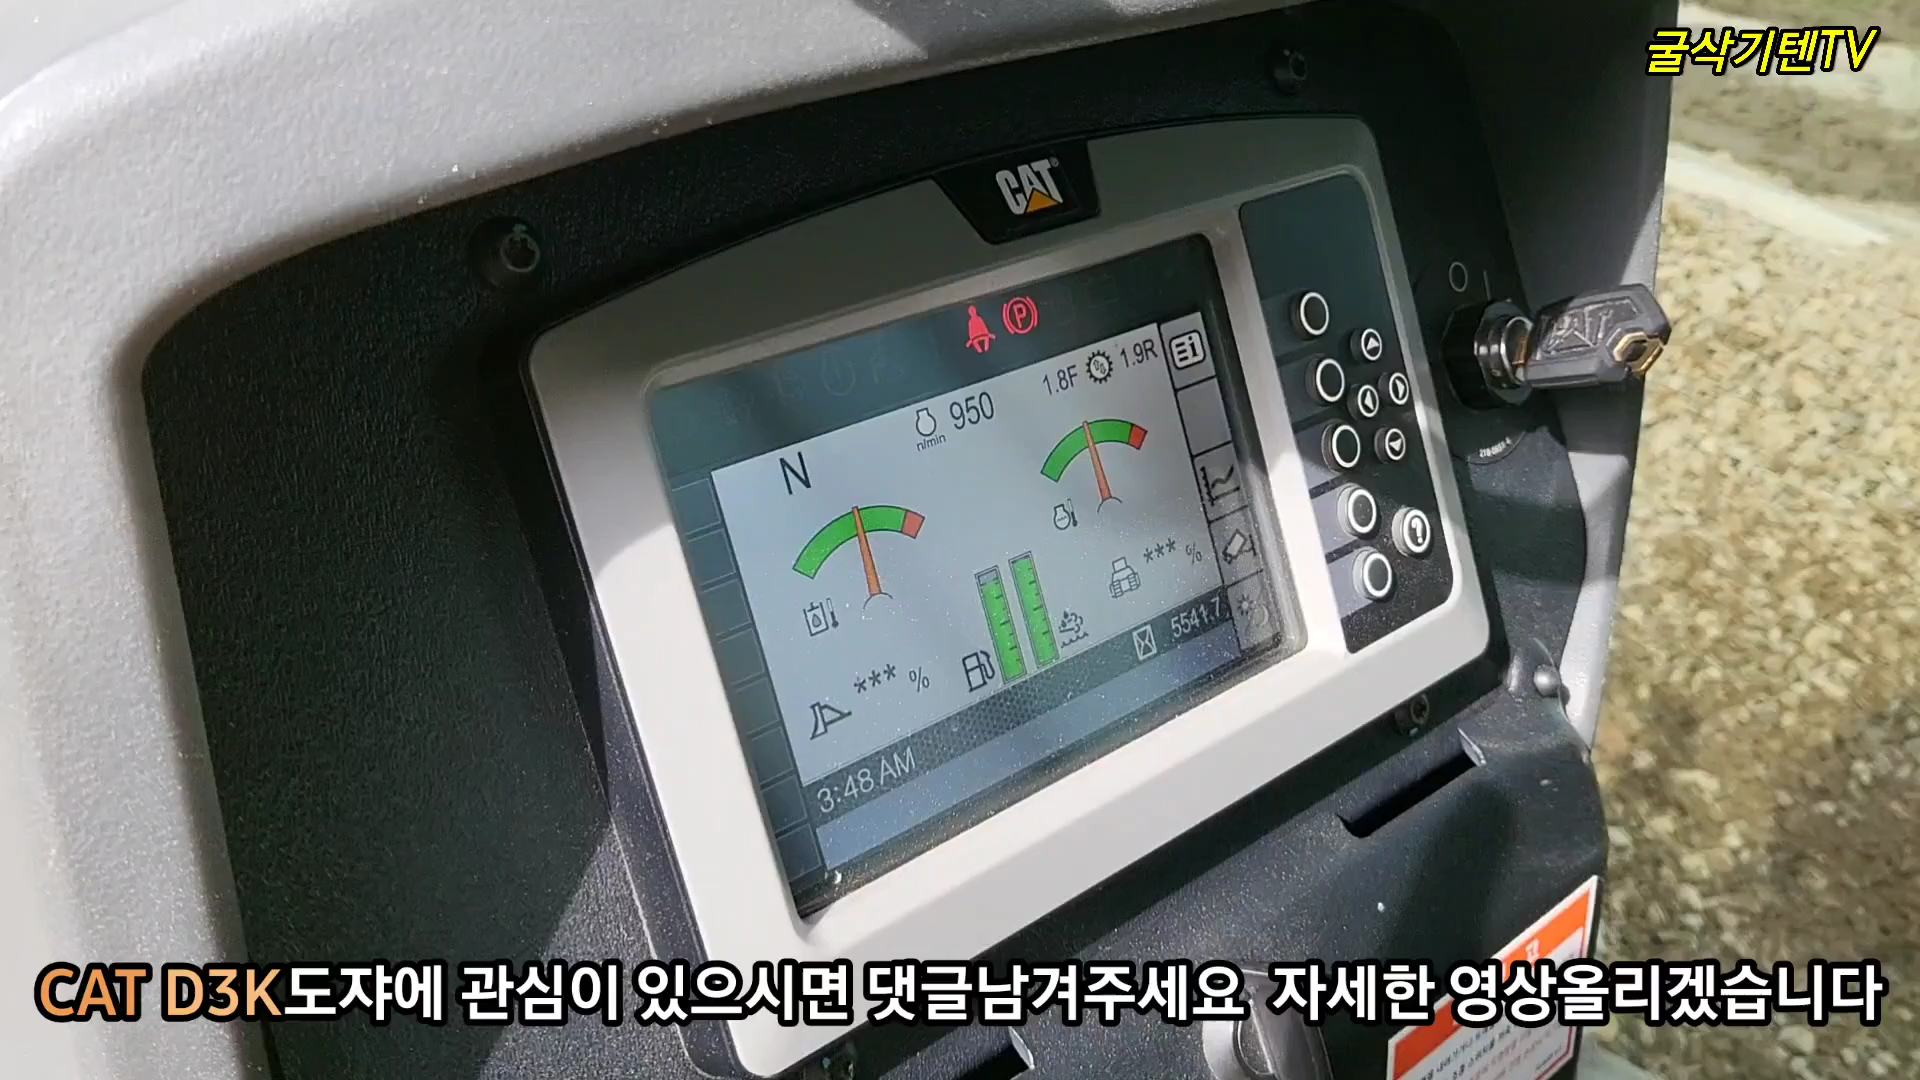 굴삭기텐TV
CAT
1.8F 1.9R
n/min 950
N
*** %
5541.7
*** %
3:48 AM
CAT D3K도쟈에 관심이 있으시면 댓글남겨주세요 자세한 영상올리겠습니다